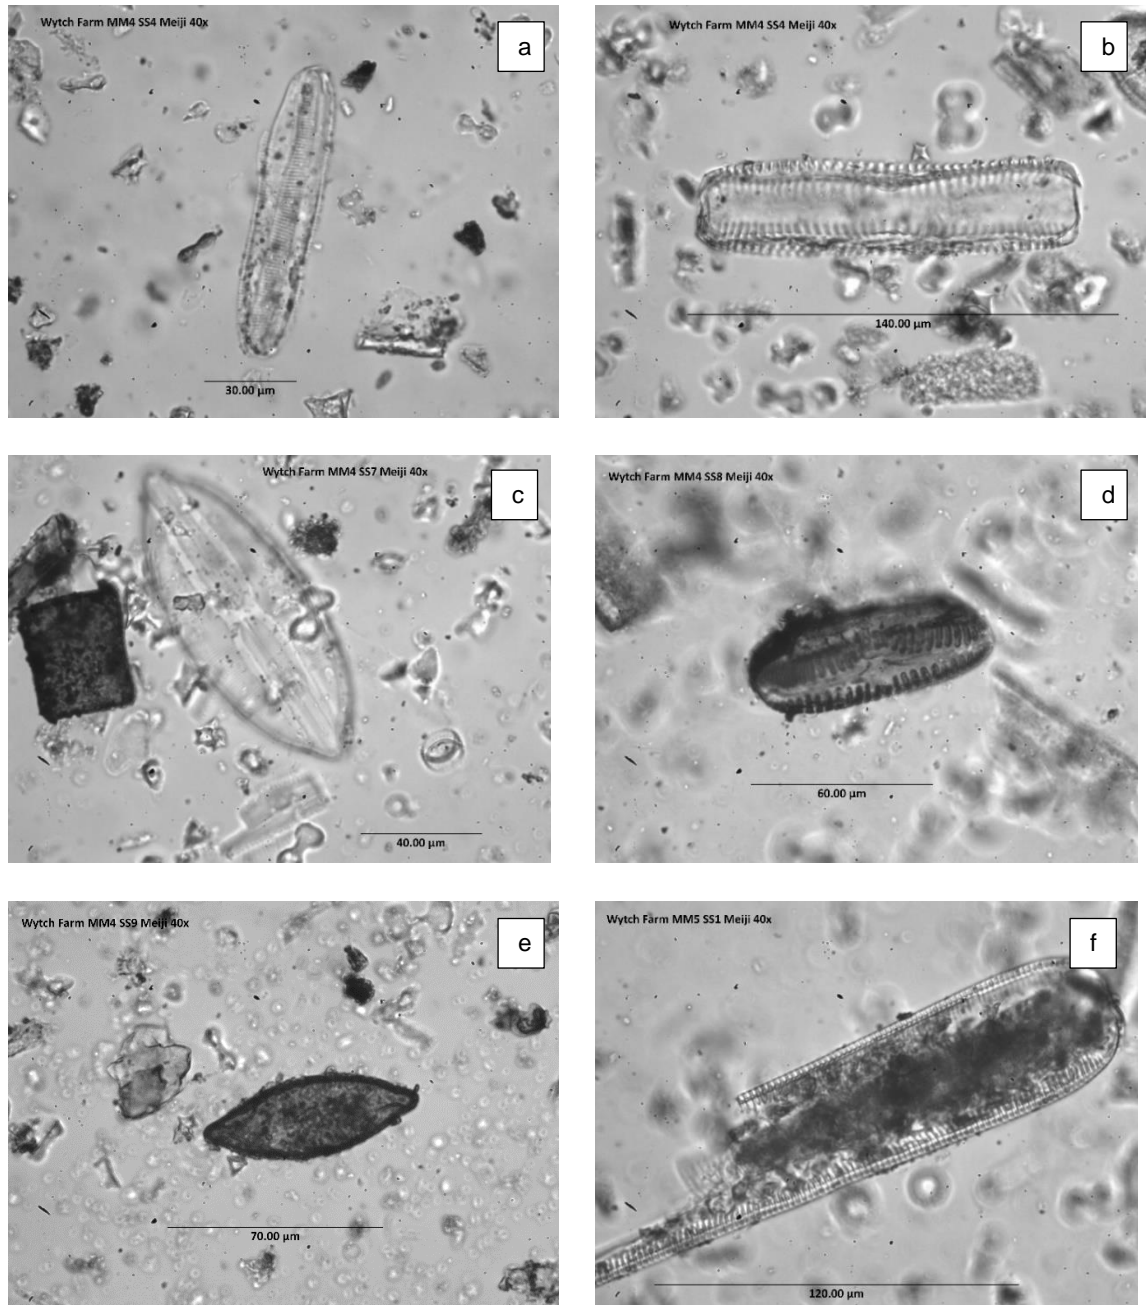 Wytch Farm MM4 SS4 Meiji 40x
a
30.00 µm
Wytch Farm MM4 SS4 Meiji 40x
b
140.00 µm
Wytch Farm MM4 SS7 Meiji 40x
c
40.00 µm
Wytch Farm MM4 SS8 Meiji 40x
d
60.00 µm
Wytch Farm MM4 SS9 Meiji 40x
e
70.00 µm
Wytch Farm MM5 SS1 Meiji 40x
f
120.00 µm